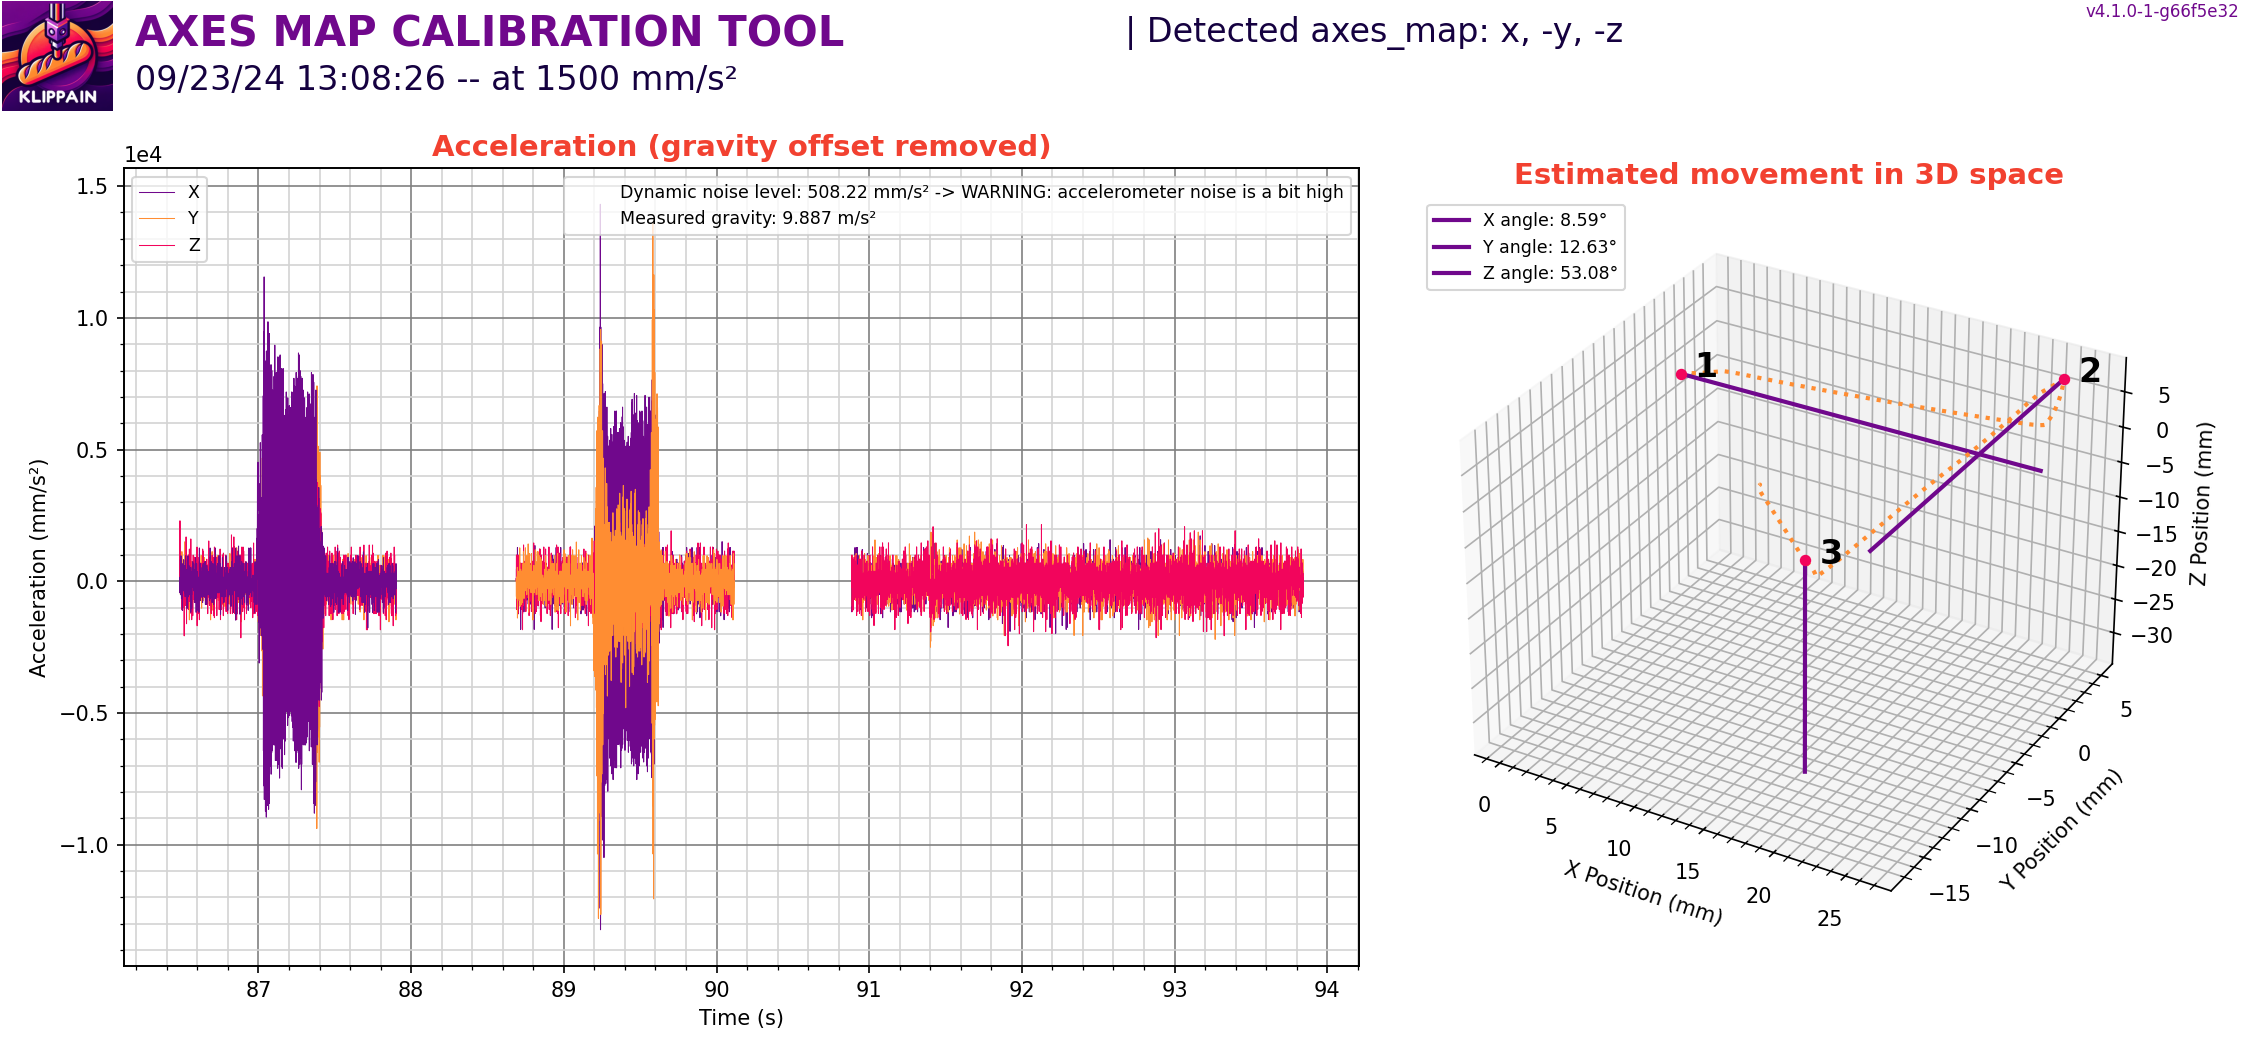 AXES MAP CALIBRATION TOOL
| Detected axes_map: x, -y, -z
v4.1.0-1-g66f5e32
09/23/24 13:08:26 -- at 1500 mm/s²
KLIPPAIN
Acceleration (gravity offset removed)
1e4
X
Y
Z
Dynamic noise level: 508.22 mm/s² -> WARNING: accelerometer noise is a bit high
Measured gravity: 9.887 m/s²
1.5
1.0
0.5
0.0
−0.5
−1.0
Acceleration (mm/s²)
87
88
89
90
91
92
93
94
Time (s)
Estimated movement in 3D space
X angle: 8.59°
Y angle: 12.63°
Z angle: 53.08°
1
2
3
5
0
−5
−10
−15
−20
−25
−30
Z Position (mm)
5
0
−5
−10
−15
Y Position (mm)
0
5
10
15
20
25
X Position (mm)